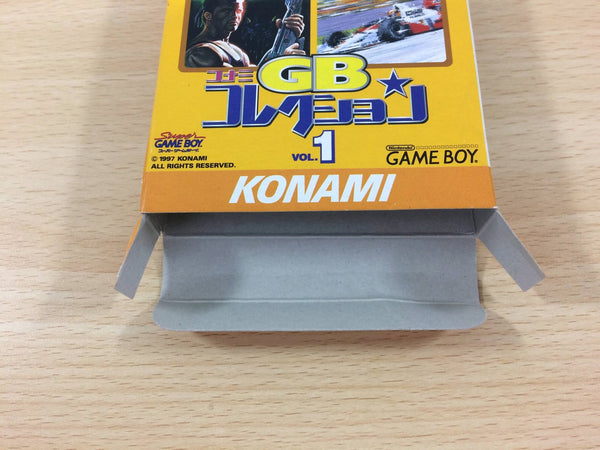 コナミ GB
コレクション
VOL. 1
Super
GAME BOY
スーパーゲームボーイ
© 1997 KONAMI
ALL RIGHTS RESERVED.
Nintendo
GAME BOY
KONAMI